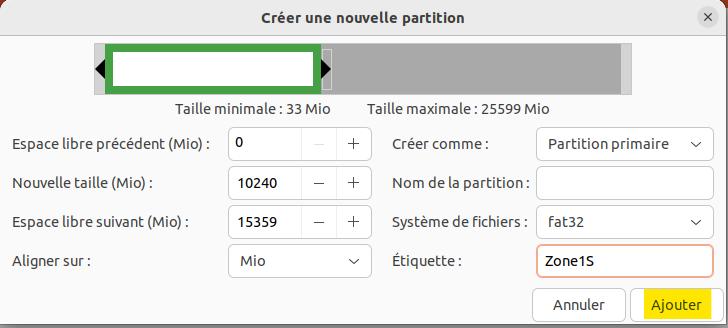 Créer une nouvelle partition
Taille minimale : 33 Mio Taille maximale : 25599 Mio
Espace libre précédent (Mio) : 0 Créer comme : Partition primaire
Nouvelle taille (Mio) : 10240 Nom de la partition :
Espace libre suivant (Mio) : 15359 Système de fichiers : fat32
Aligner sur : Mio Étiquette : Zone1S
Annuler Ajouter